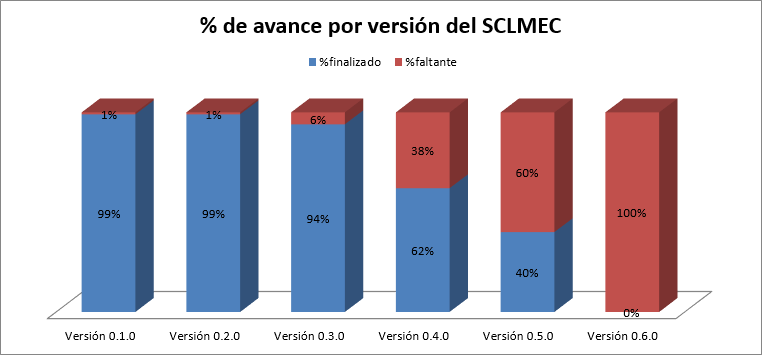 % de avance por versión del SCLMEC
%finalizado %faltante
1% 1% 6% 38% 60% 100%
99% 99% 94% 62% 40% 0%
Versión 0.1.0 Versión 0.2.0 Versión 0.3.0 Versión 0.4.0 Versión 0.5.0 Versión 0.6.0